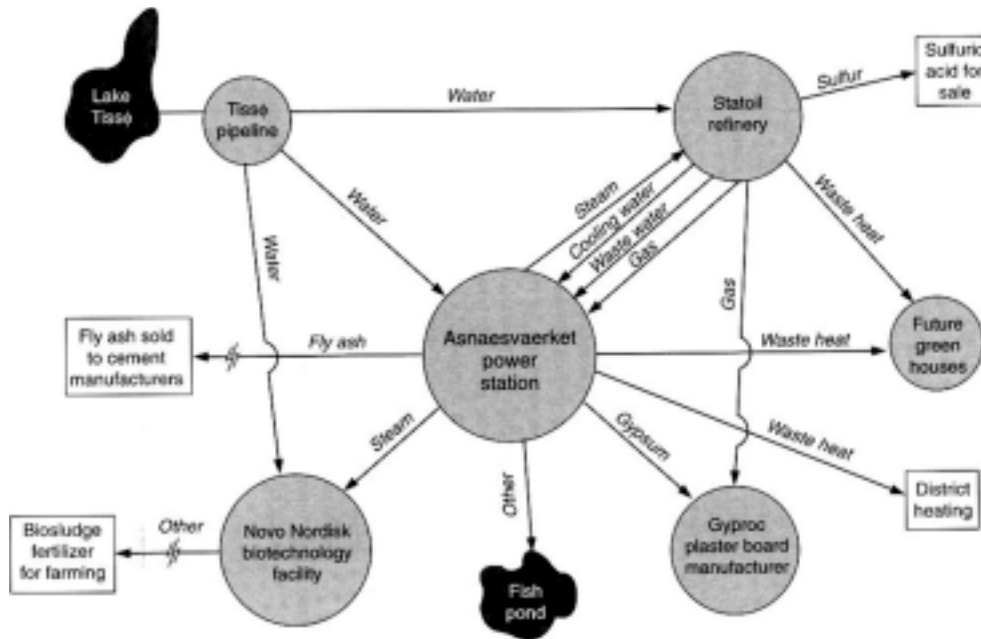 Lake
Tissø
Tissø
pipeline
Water
Statoil
refinery
Sulfur
Sulfuric
acid for
sale
Water
Water
Steam
Cooling water
Waste water
Gas
Gas
Waste heat
Fly ash sold
to cement
manufacturers
Fly ash
Asnaesvaerket
power
station
Waste heat
Future
green
houses
Steam
Other
Gypsum
Waste heat
District
heating
Biosludge
fertilizer
for farming
Other
Novo Nordisk
biotechnology
facility
Fish
pond
Gyproc
plaster board
manufacturer